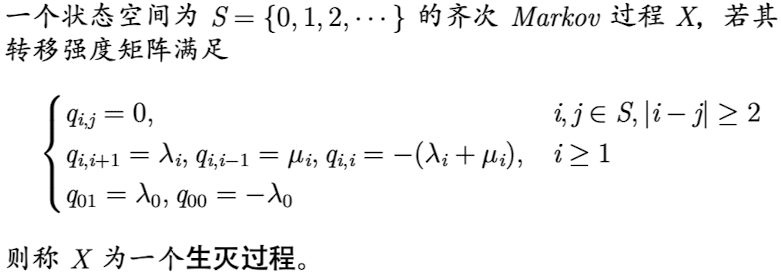 一个状态空间为 S = {0, 1, 2, ⋯} 的齐次 Markov 过程 X，若其
转移强度矩阵满足
q_{i,j} = 0, i, j ∈ S, |i − j| ≥ 2
q_{i,i+1} = λ_i, q_{i,i−1} = μ_i, q_{i,i} = −(λ_i + μ_i), i ≥ 1
q_{01} = λ_0, q_{00} = −λ_0
则称 X 为一个生灭过程。